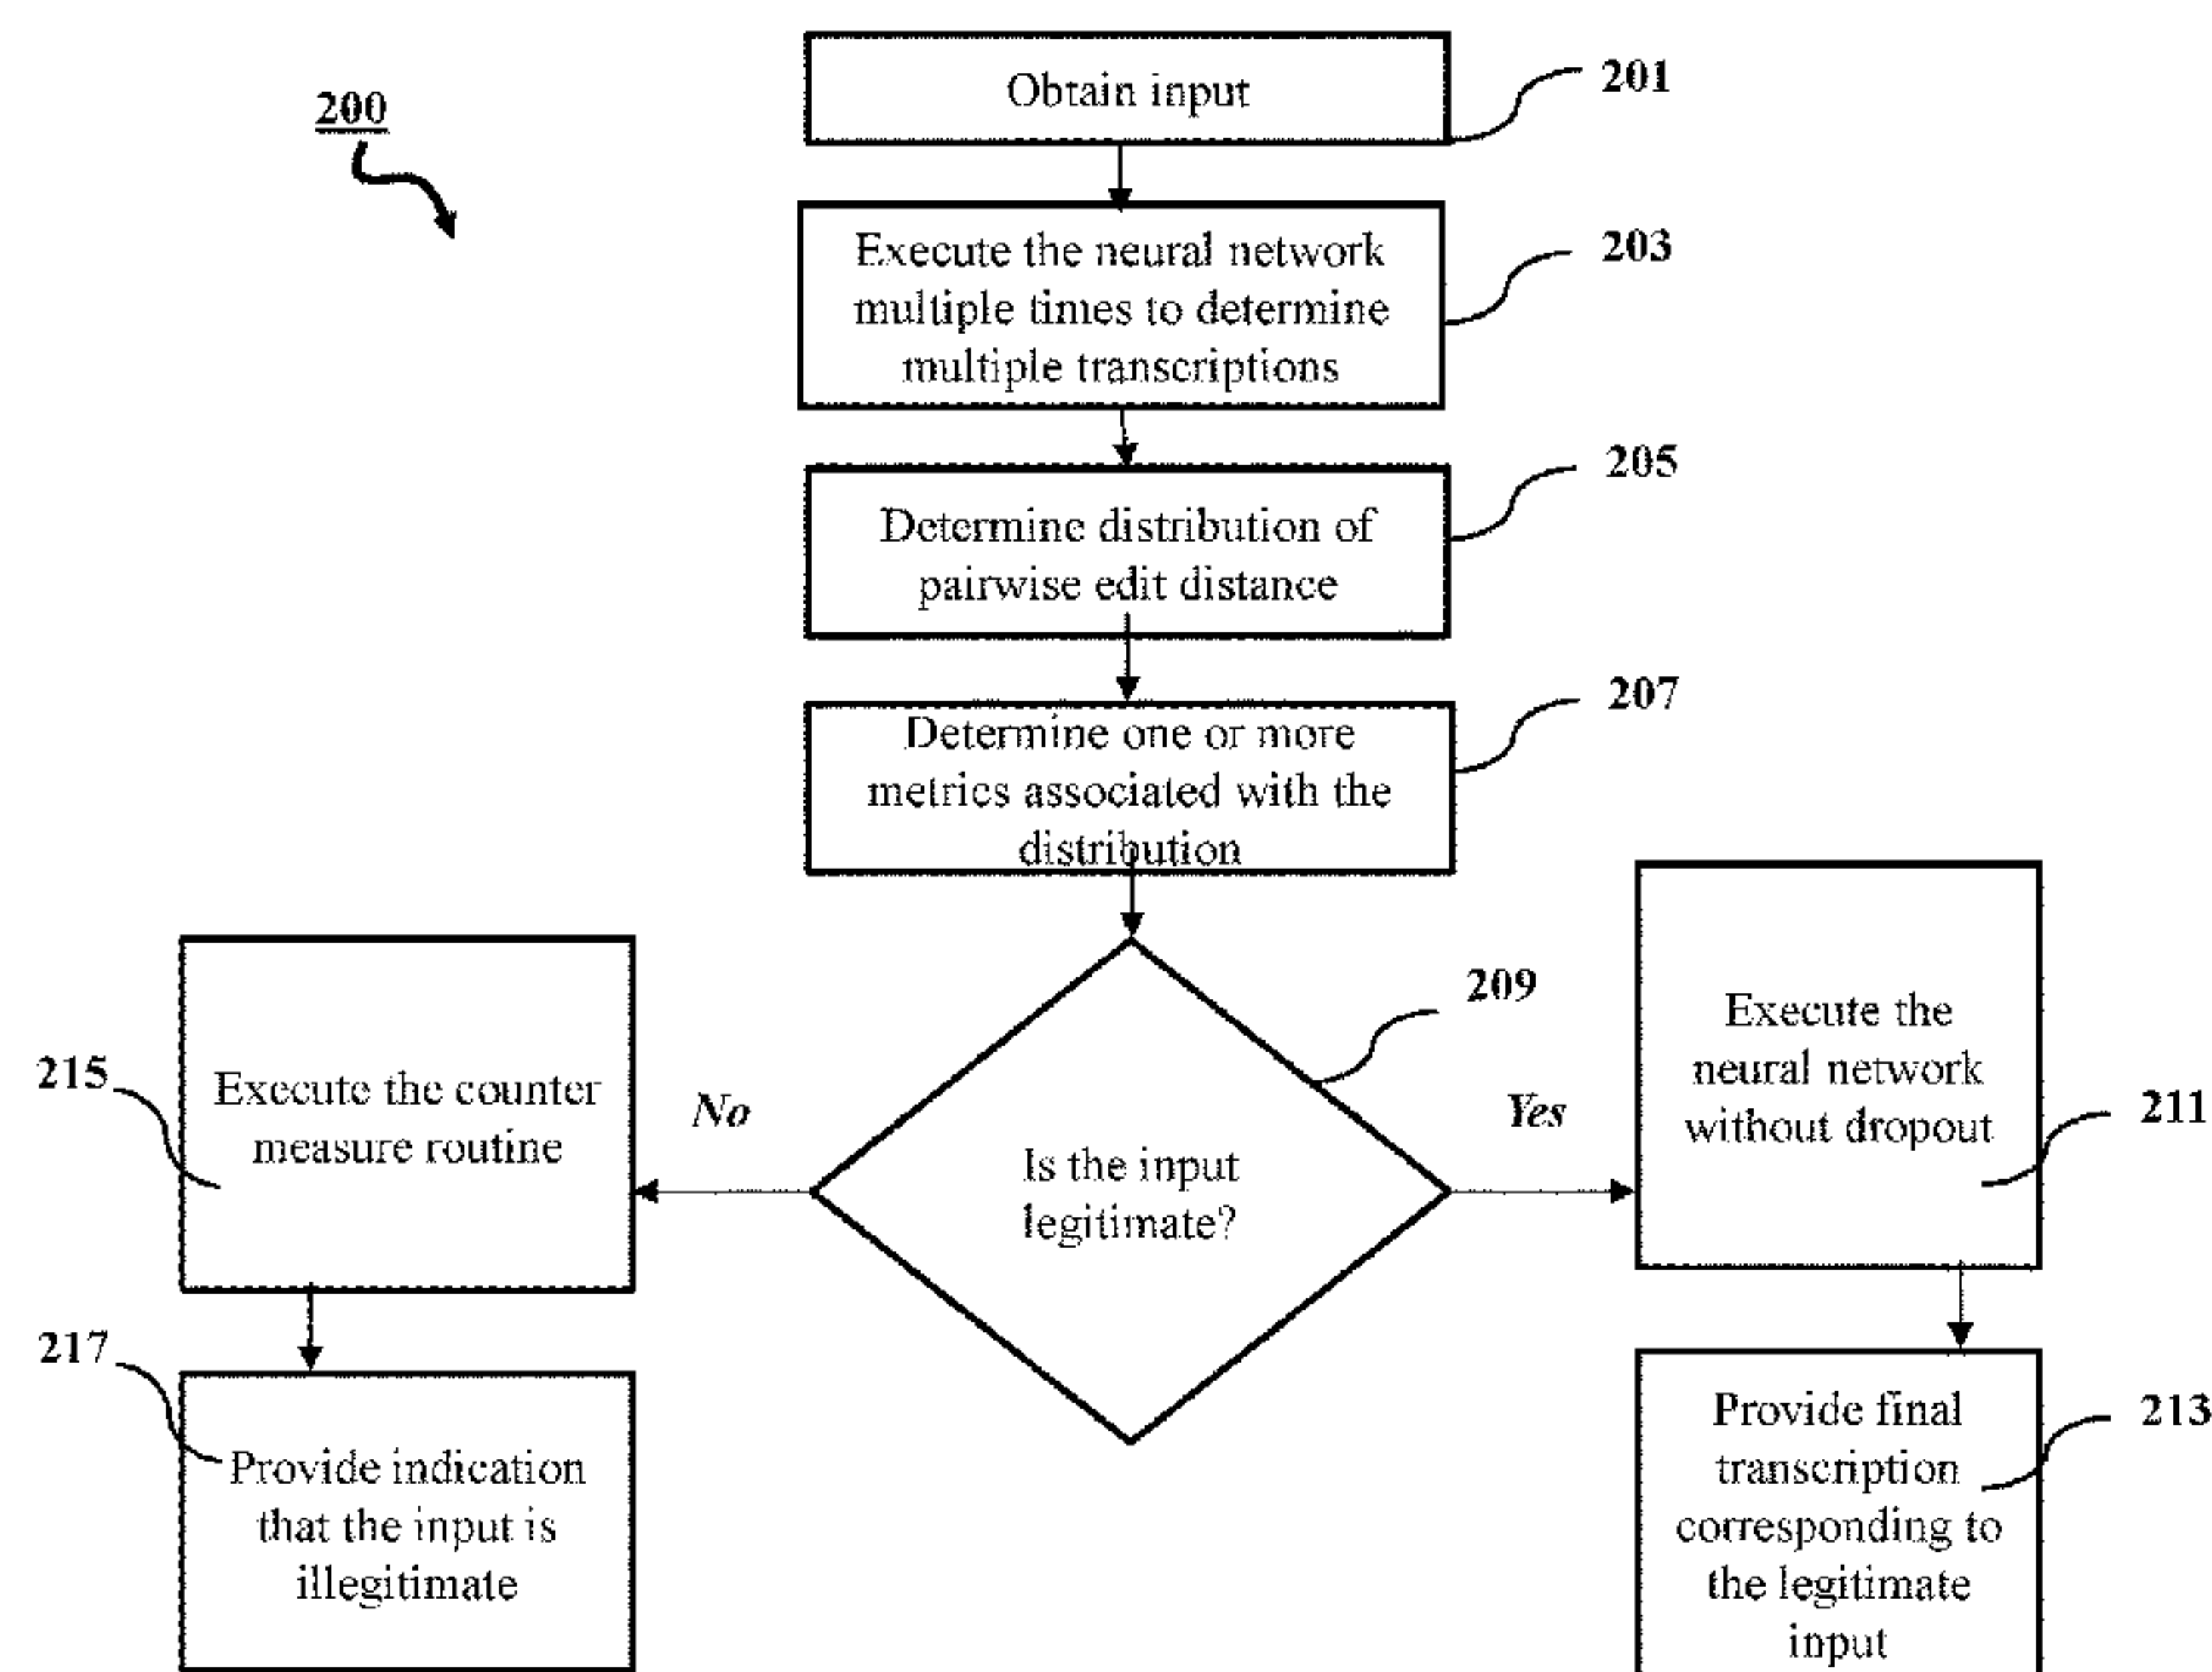 200
Obtain input
201
Execute the neural network
multiple times to determine
multiple transcriptions
203
Determine distribution of
pairwise edit distance
205
Determine one or more
metrics associated with the
distribution
207
Is the input
legitimate?
209
No
Yes
Execute the counter
measure routine
215
Execute the
neural network
without dropout
211
Provide indication
that the input is
illegitimate
217
Provide final
transcription
corresponding to
the legitimate
input
213